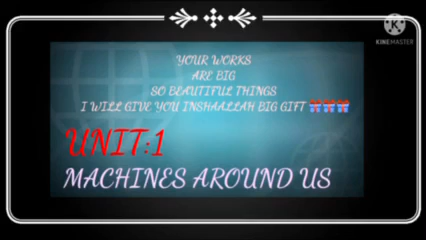 KINEMASTER
YOUR WORKS
ARE BIG
SO BEAUTIFUL THINGS
I WILL GIVE YOU INSHAALLAH BIG GIFT 🎁🎁🎁
UNIT:1
MACHINES AROUND US